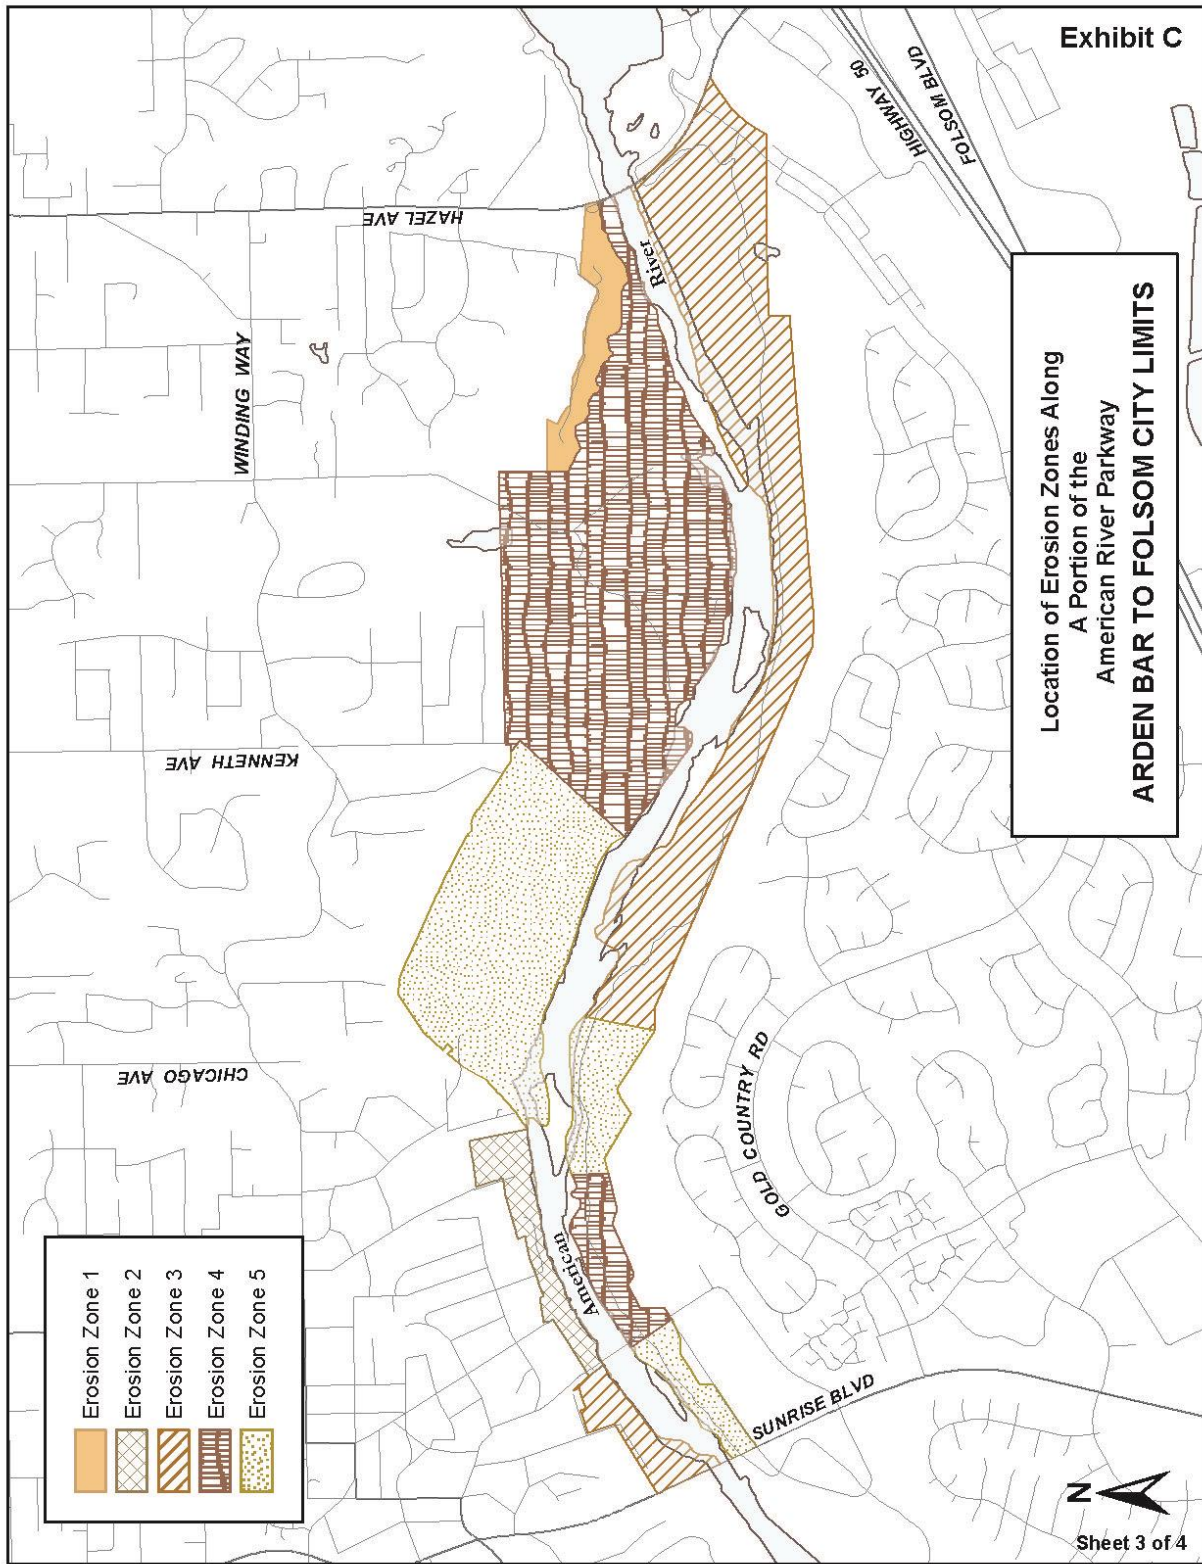 Exhibit C
HIGHWAY 50
FOLSOM BLVD
HAZEL AVE
WINDING WAY
River
KENNETH AVE
CHICAGO AVE
GOLD COUNTRY RD
American
SUNRISE BLVD
Location of Erosion Zones Along
A Portion of the
American River Parkway
ARDEN BAR TO FOLSOM CITY LIMITS
Erosion Zone 1
Erosion Zone 2
Erosion Zone 3
Erosion Zone 4
Erosion Zone 5
N
Sheet 3 of 4